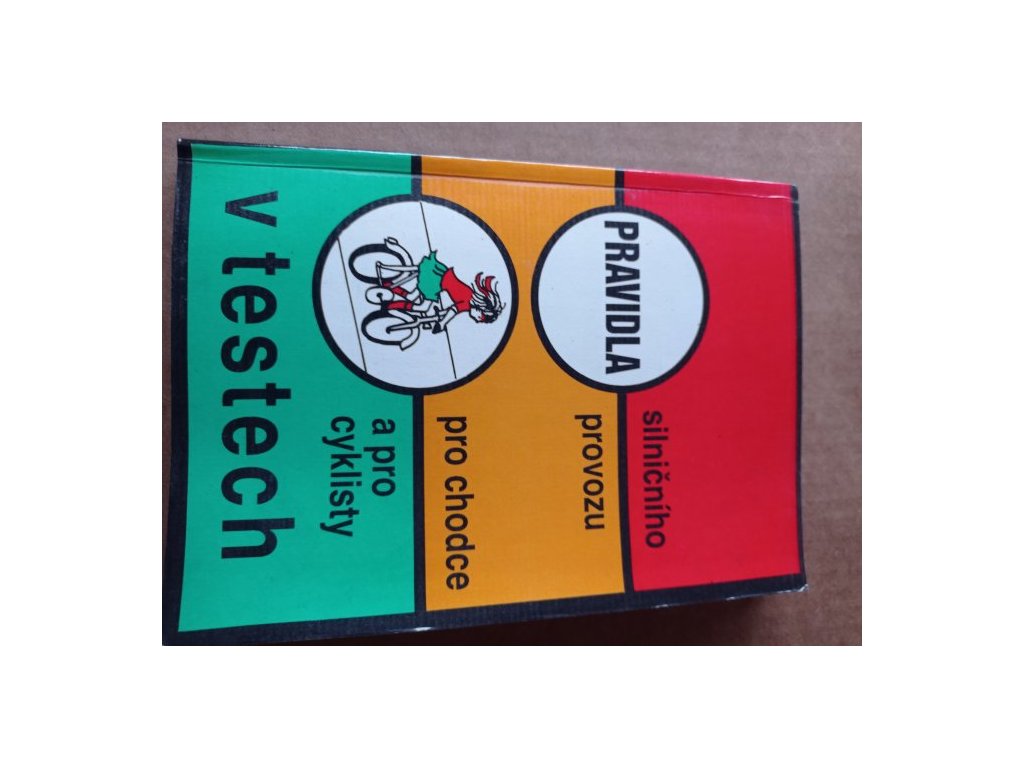 PRAVIDLA
silničního
provozu
pro chodce
a pro
cyklisty
v testech